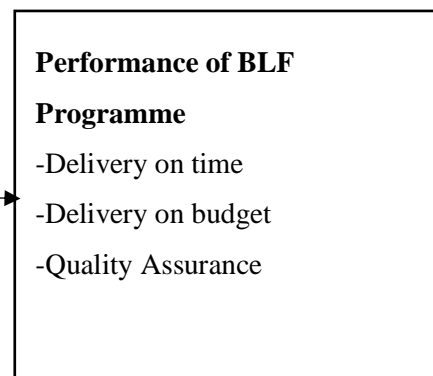 Performance of BLF
Programme
-Delivery on time
-Delivery on budget
-Quality Assurance